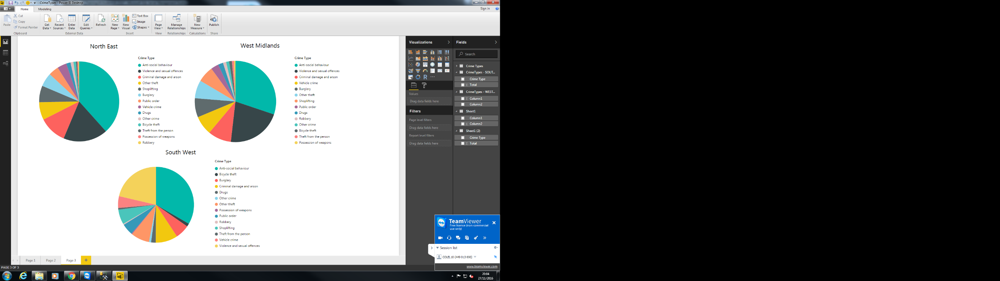 CrimeTypes - Power BI Desktop
Home
Modeling
Sign in
Paste
Cut
Copy
Format Painter
Clipboard
Get Data
Recent Sources
Enter Data
Edit Queries
Refresh
External Data
New Page
New Visual
Text Box
Image
Shapes
Insert
Page View
View
Manage Relationships
Relationships
New Measure
Calculations
Publish
Share
North East
Crime Type
Anti-social behaviour
Violence and sexual offences
Criminal damage and arson
Other theft
Shoplifting
Burglary
Public order
Vehicle crime
Drugs
Other crime
Bicycle theft
Theft from the person
Possession of weapons
Robbery
West Midlands
Crime Type
Anti-social behaviour
Violence and sexual offences
Criminal damage and arson
Vehicle crime
Burglary
Other theft
Shoplifting
Public order
Drugs
Robbery
Other crime
Bicycle theft
Theft from the person
Possession of weapons
South West
Crime Type
Anti-social behaviour
Bicycle theft
Burglary
Criminal damage and arson
Drugs
Other crime
Other theft
Possession of weapons
Public order
Robbery
Shoplifting
Theft from the person
Vehicle crime
Violence and sexual offences
Visualizations
R
Values
Drag data fields here
Filters
Page level filters
Drag data fields here
Report level filters
Drag data fields here
Fields
Search
Crime Types
CrimeTypes - SOUT...
Crime Type
Σ Total
CrimeTypes - WEST...
Σ Column1
Column2
Sheet1
Column1
Σ Column2
Sheet1 (2)
Crime Type
Σ Total
TeamViewer
Free license (non-commercial
use only)
Session list
COLEL10 (449 013 690)
www.teamviewer.com
Page 1
Page 2
Page 3
+
PAGE 3 OF 3
20:04
27/11/2016